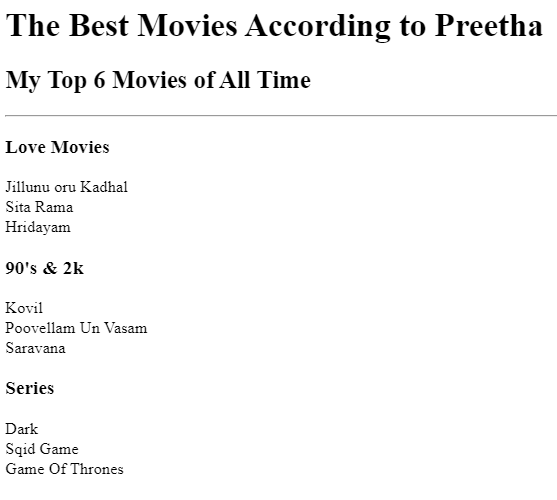 The Best Movies According to Preetha
My Top 6 Movies of All Time
Love Movies
Jillunu oru Kadhal
Sita Rama
Hridayam
90's & 2k
Kovil
Poovellam Un Vasam
Saravana
Series
Dark
Sqid Game
Game Of Thrones